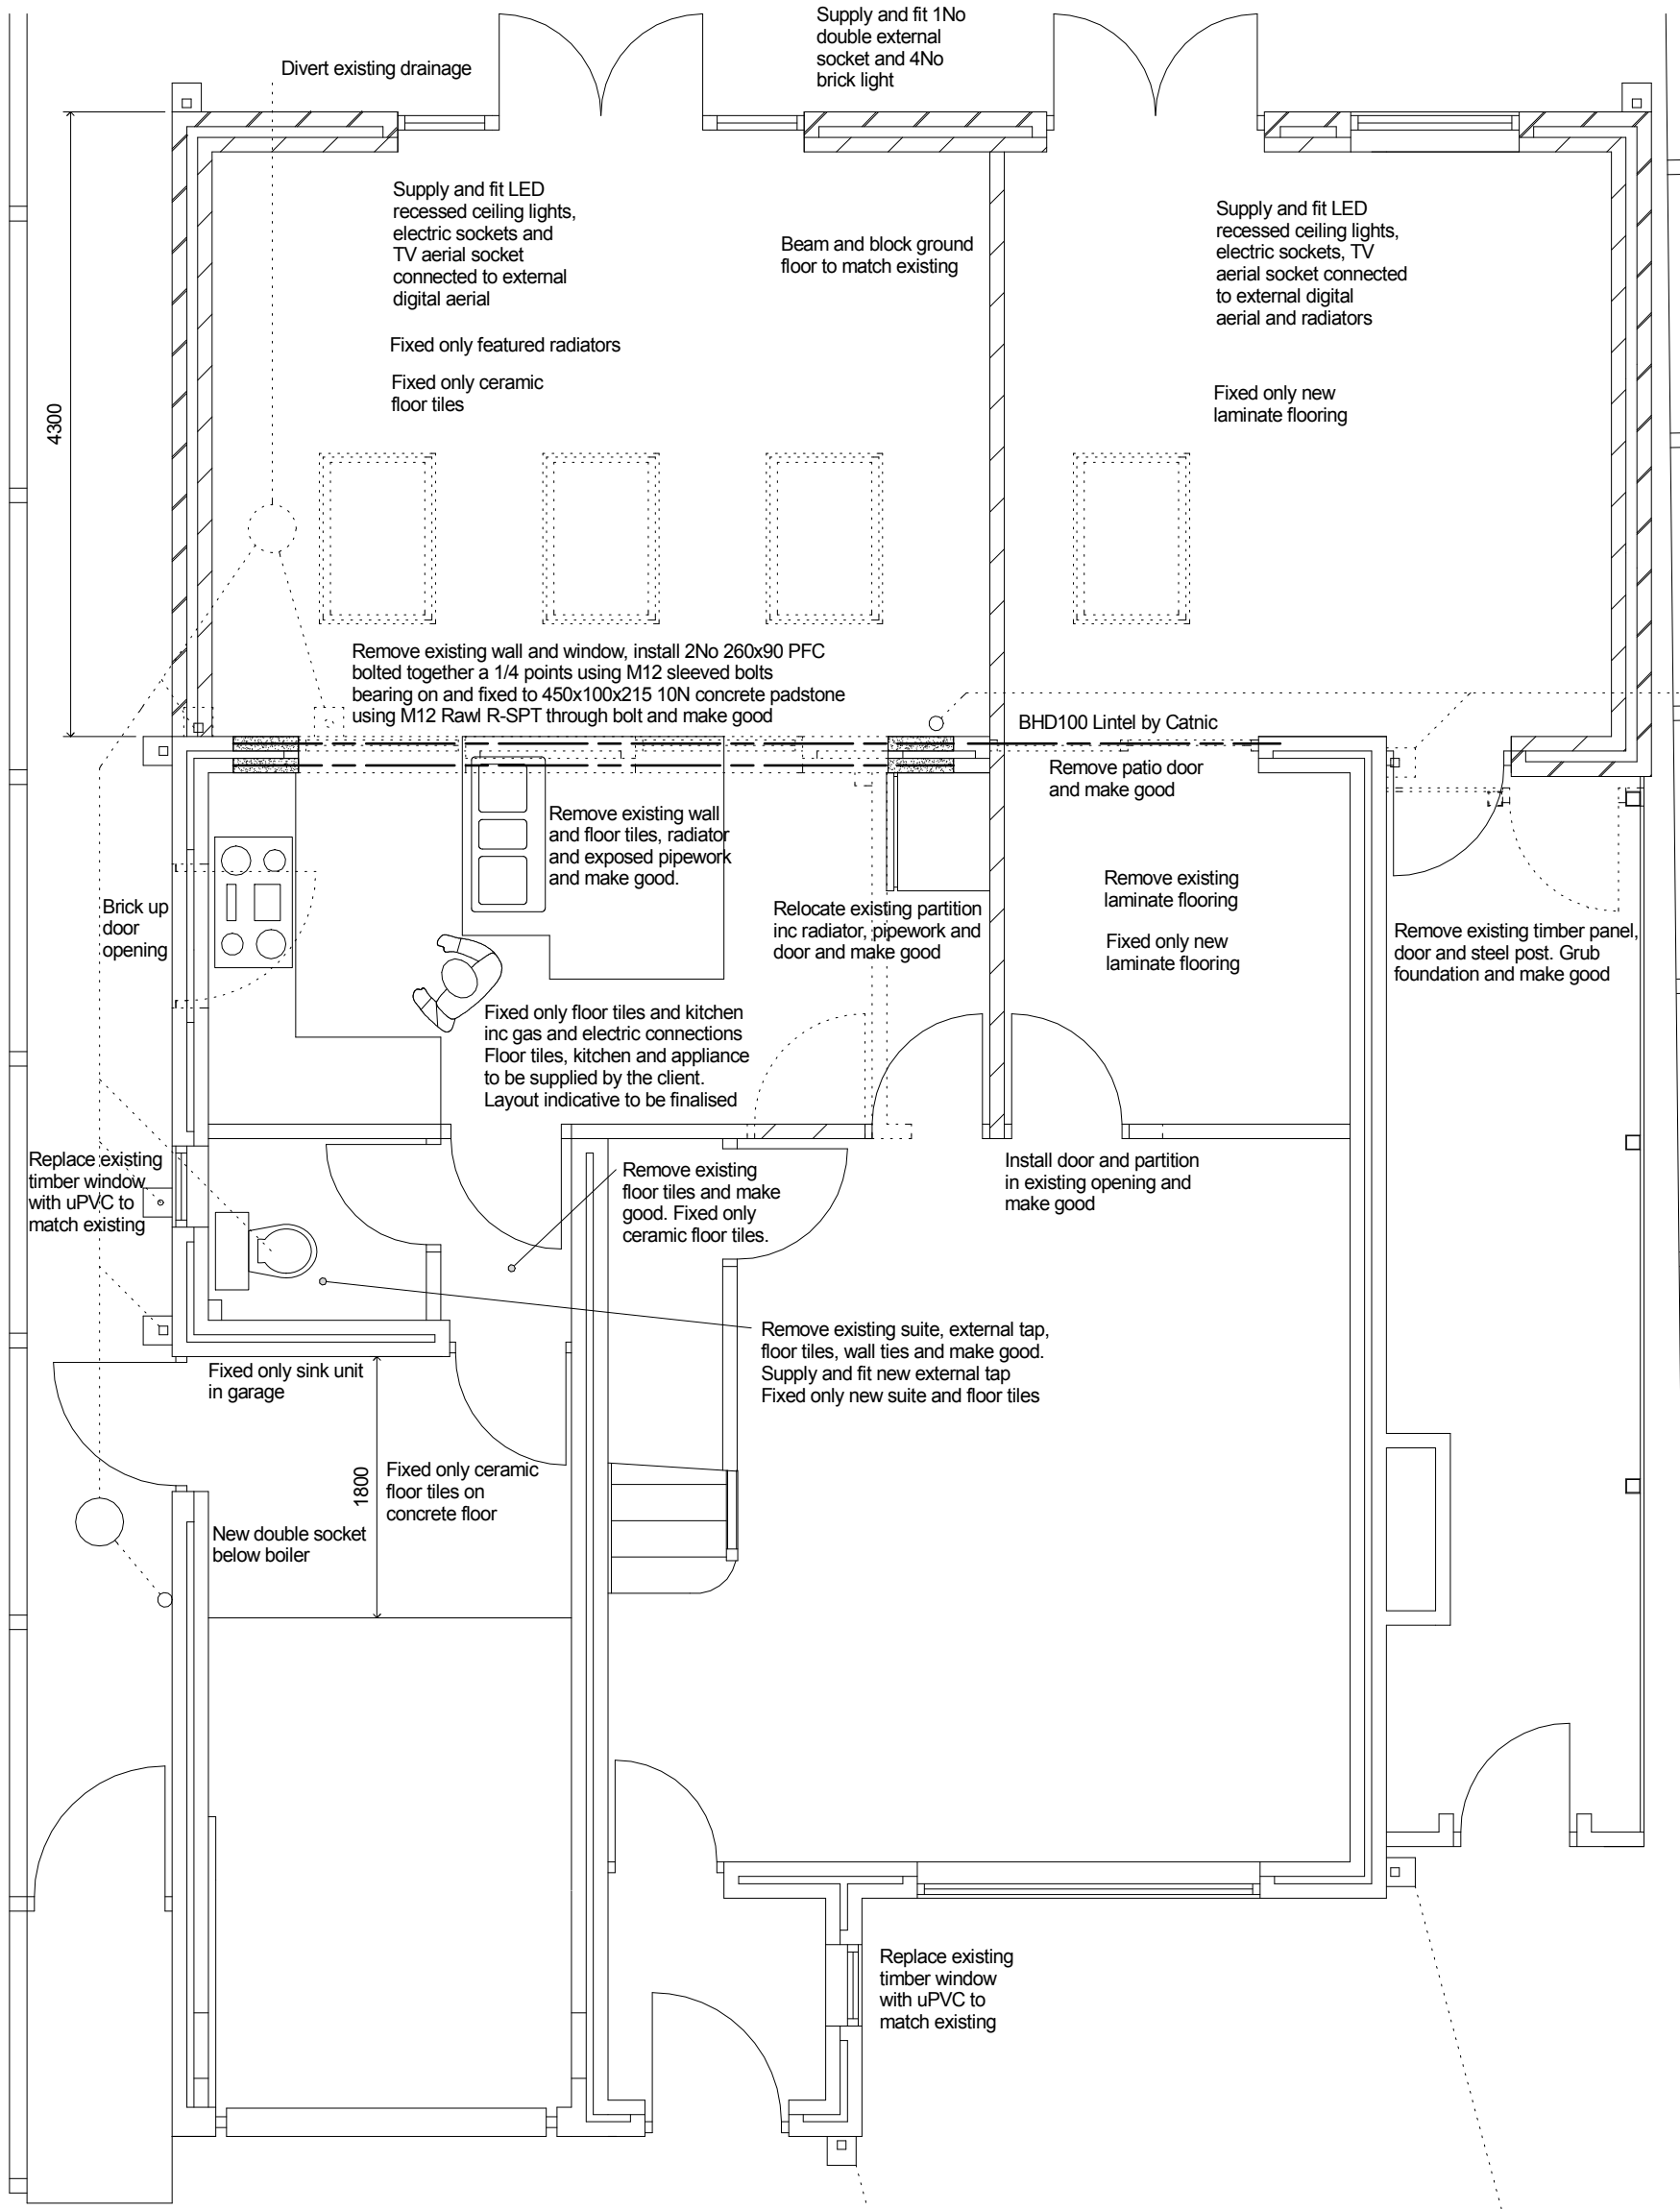 Supply and fit 1No
double external
socket and 4No
brick light
Divert existing drainage
Supply and fit LED
recessed ceiling lights,
electric sockets and
TV aerial socket
connected to external
digital aerial
Beam and block ground
floor to match existing
Supply and fit LED
recessed ceiling lights,
electric sockets, TV
aerial socket connected
to external digital
aerial and radiators
Fixed only featured radiators
Fixed only ceramic
floor tiles
Fixed only new
laminate flooring
4300
Remove existing wall and window, install 2No 260x90 PFC
bolted together a 1/4 points using M12 sleeved bolts
bearing on and fixed to 450x100x215 10N concrete padstone
using M12 Rawl R-SPT through bolt and make good
BHD100 Lintel by Catnic
Remove patio door
and make good
Remove existing wall
and floor tiles, radiator
and exposed pipework
and make good.
Brick up
door
opening
Relocate existing partition
inc radiator, pipework and
door and make good
Remove existing
laminate flooring
Fixed only new
laminate flooring
Remove existing timber panel,
door and steel post. Grub
foundation and make good
Fixed only floor tiles and kitchen
inc gas and electric connections
Floor tiles, kitchen and appliance
to be supplied by the client.
Layout indicative to be finalised
Replace existing
timber window
with uPVC to
match existing
Remove existing
floor tiles and make
good. Fixed only
ceramic floor tiles.
Install door and partition
in existing opening and
make good
Remove existing suite, external tap,
floor tiles, wall ties and make good.
Supply and fit new external tap
Fixed only new suite and floor tiles
Fixed only sink unit
in garage
1800
Fixed only ceramic
floor tiles on
concrete floor
New double socket
below boiler
Replace existing
timber window
with uPVC to
match existing